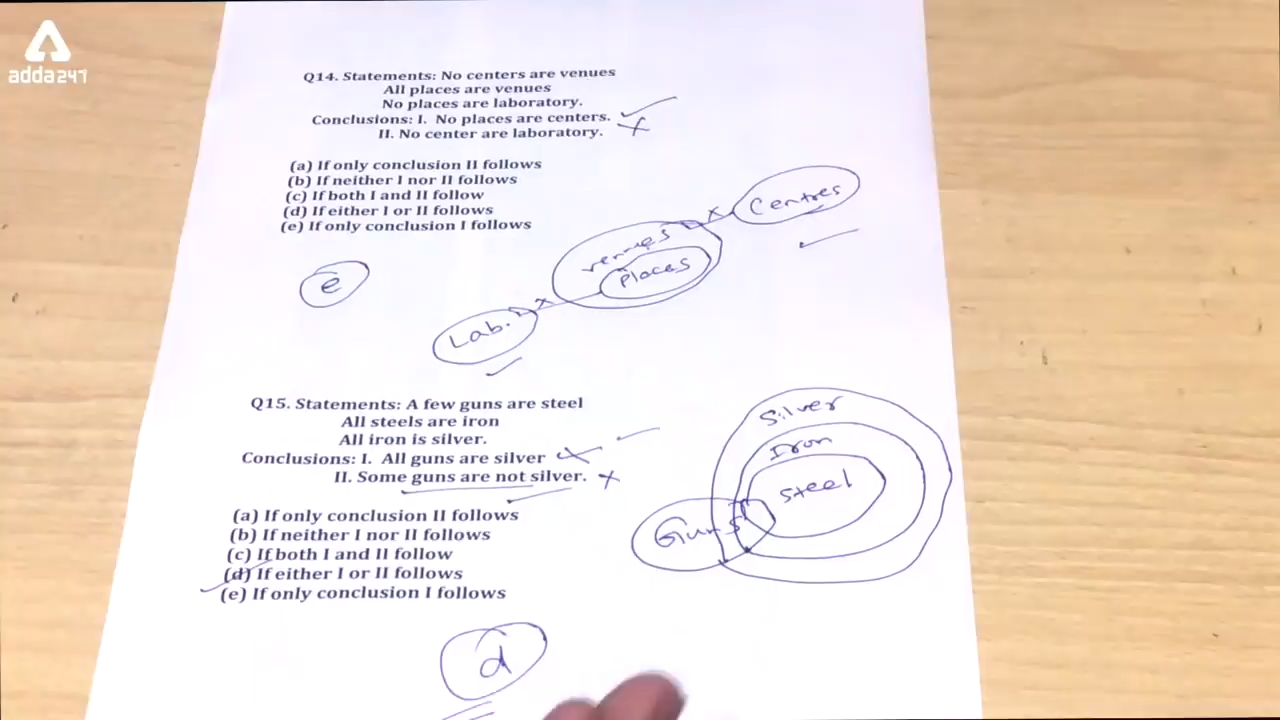 adda247
Q14. Statements: No centers are venues
All places are venues
No places are laboratory.
Conclusions: I. No places are centers.
II. No center are laboratory.
(a) If only conclusion II follows
(b) If neither I nor II follows
(c) If both I and II follow
(d) If either I or II follows
(e) If only conclusion I follows
e
Centres
venues
Places
Lab.
Q15. Statements: A few guns are steel
All steels are iron
All iron is silver.
Conclusions: I. All guns are silver
II. Some guns are not silver.
(a) If only conclusion II follows
(b) If neither I nor II follows
(c) If both I and II follow
(d) If either I or II follows
(e) If only conclusion I follows
Silver
Iron
Steel
Guns
d